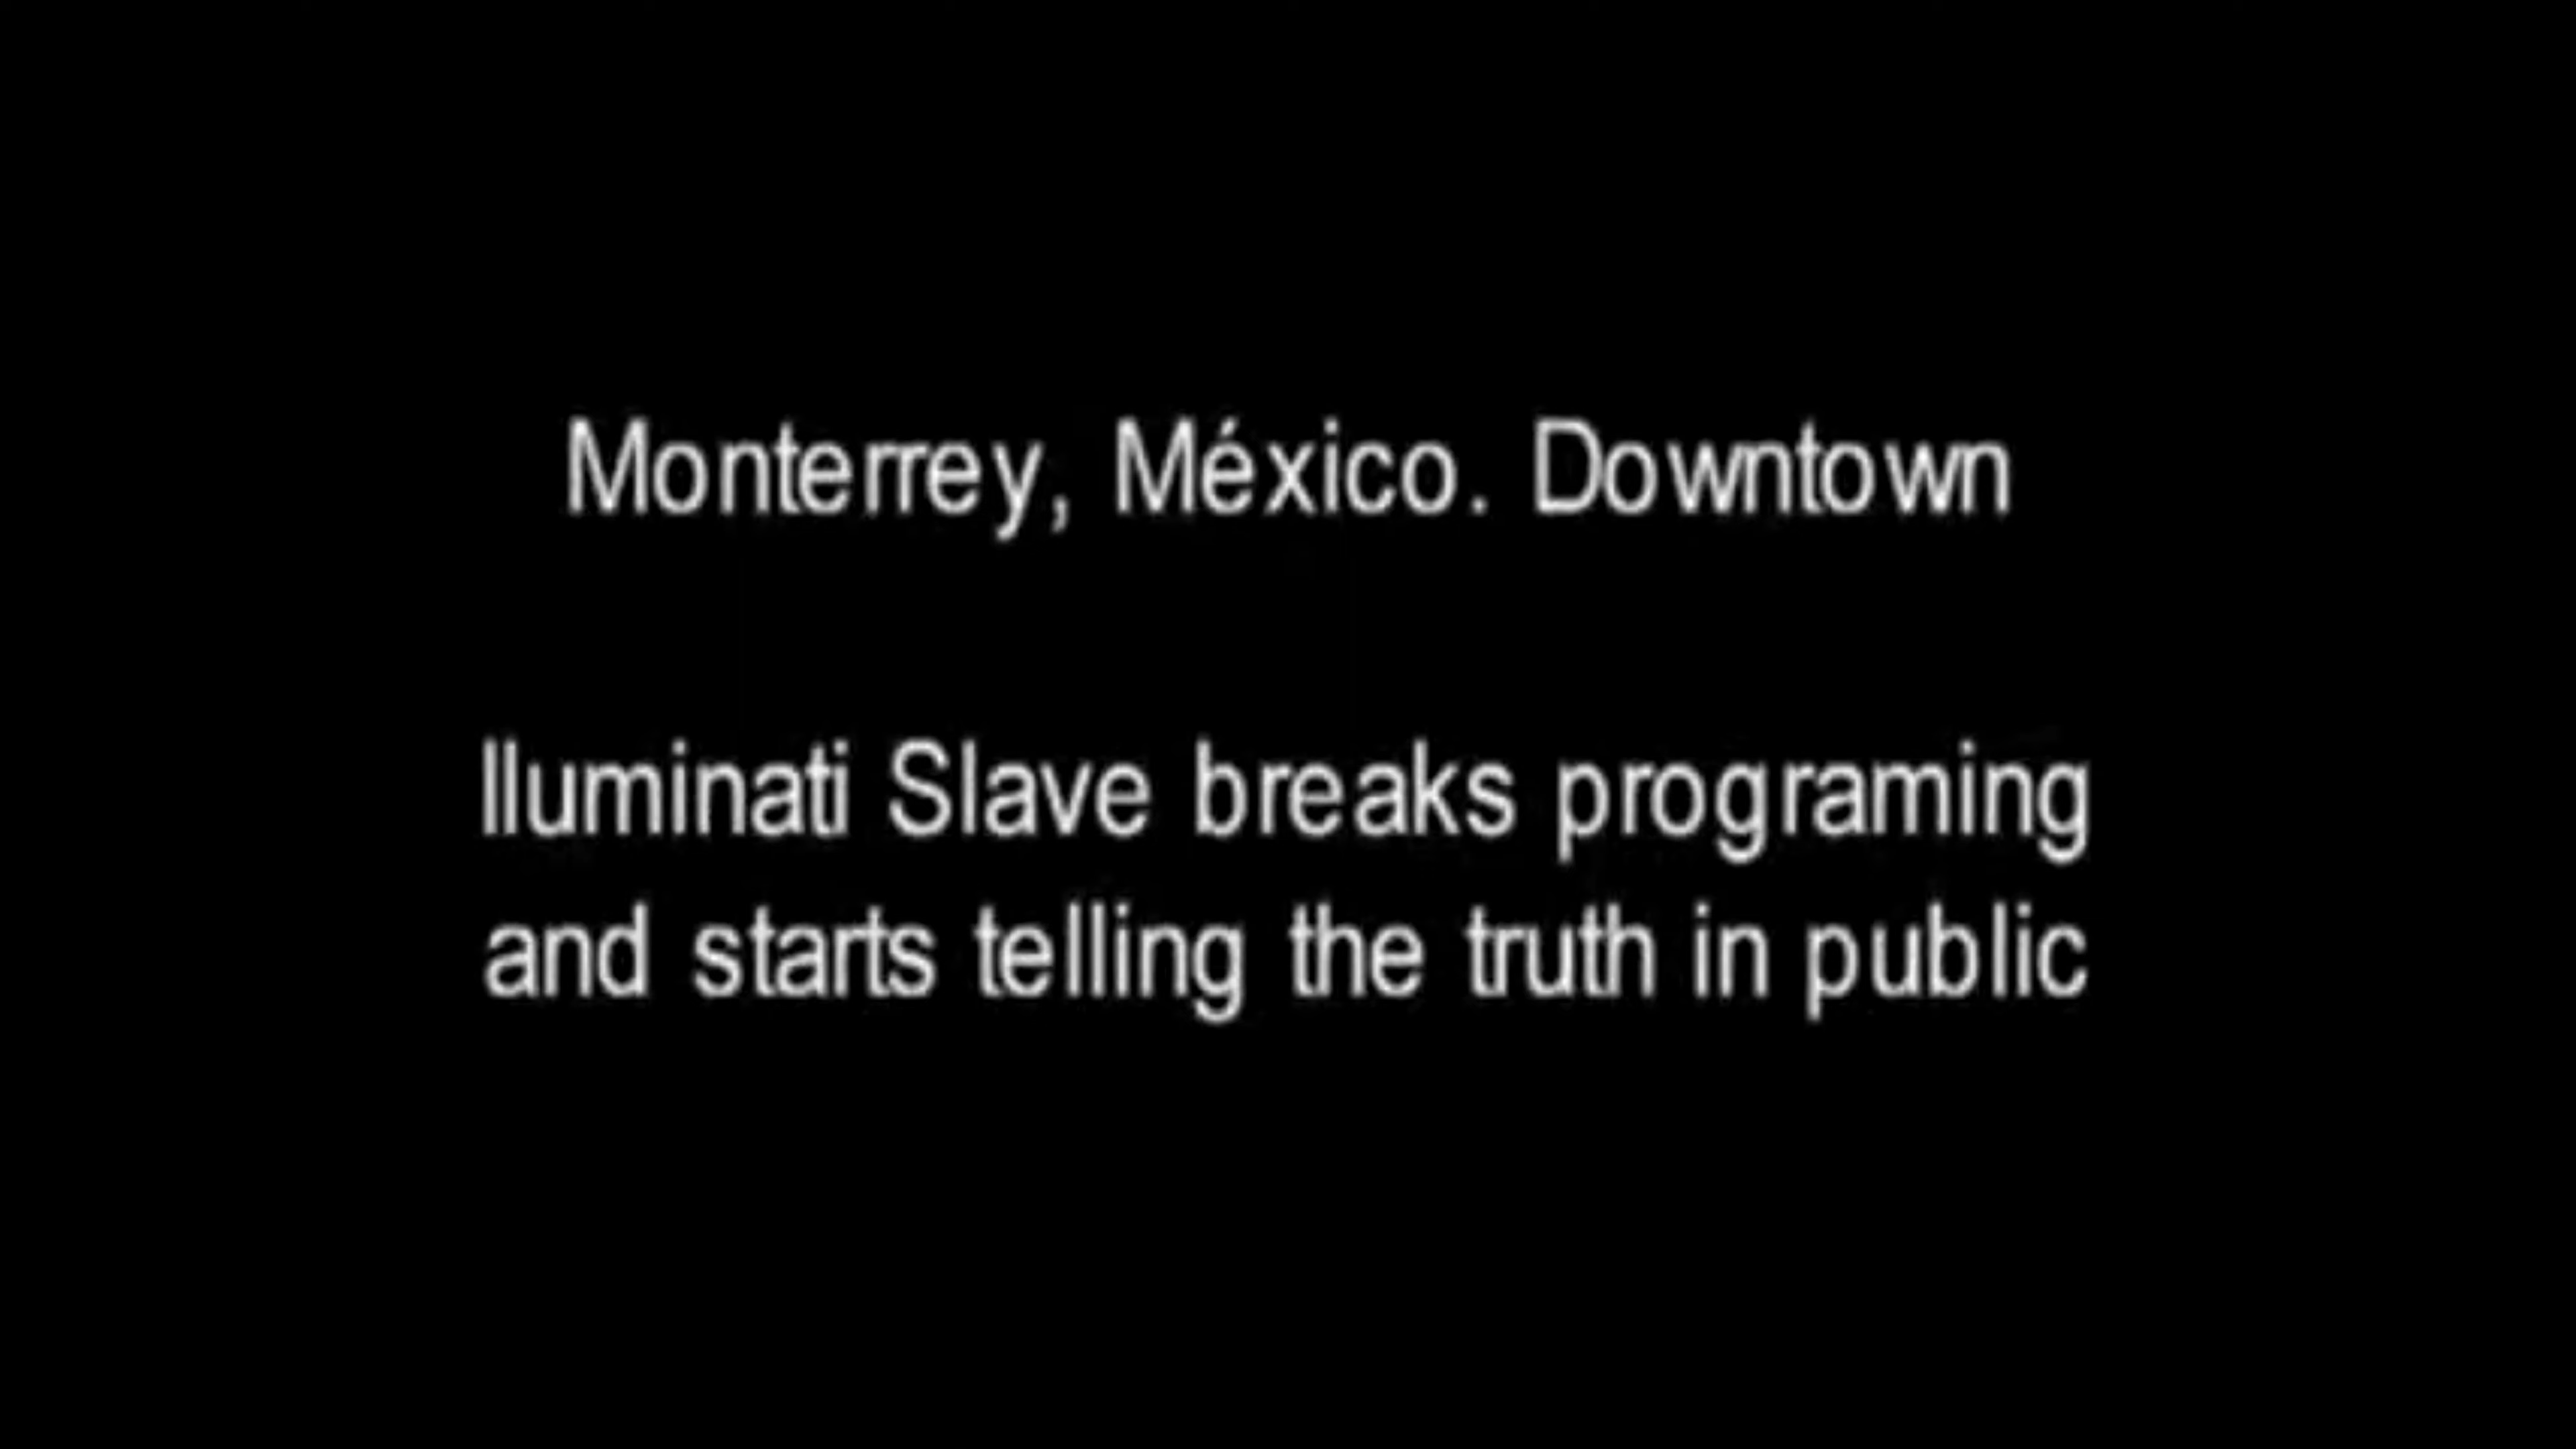 Monterrey, México. Downtown
Iluminati Slave breaks programing
and starts telling the truth in public